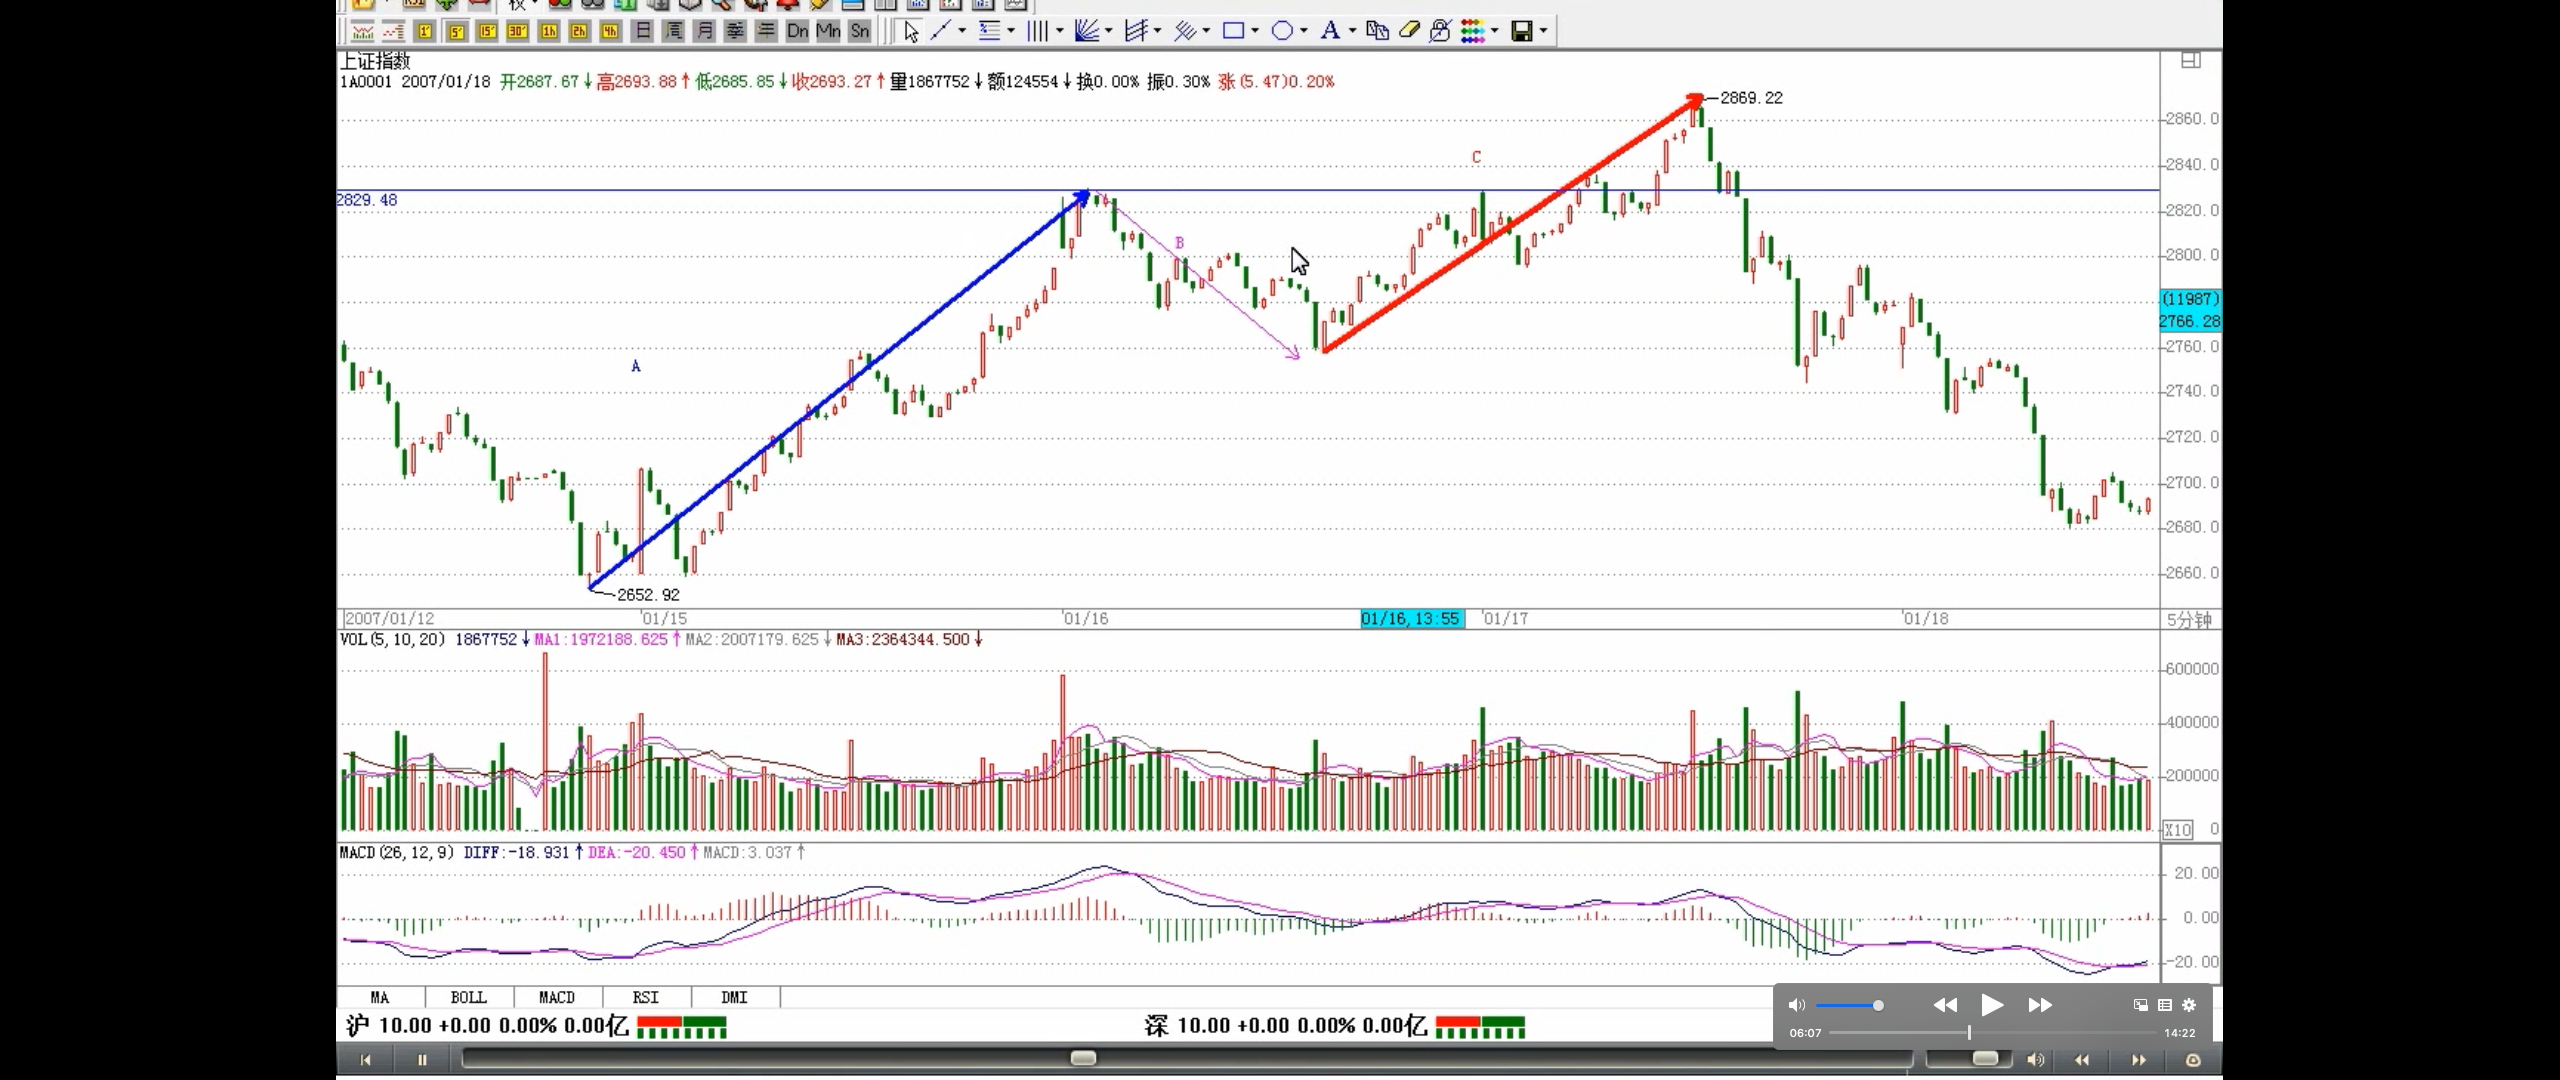 1' 5' 15' 30' 1h 2h 4h 日 周 月 季 年 Dn Mn Sn A
上证指数
1A0001 2007/01/18 开2687.67↓高2693.88↑低2685.85↓收2693.27↑量1867752↓额124554↓换0.00% 振0.30% 涨(5.47)0.20%
2869.22
2860.0
C
2840.0
2829.48
2820.0
B
2800.0
(11987)
2766.28
2760.0
A
2740.0
2720.0
2700.0
2680.0
2660.0
2652.92
2007/01/12 01/15 01/16 01/16,13:55 01/17 01/18 5分钟
VOL(5,10,20) 1867752↓MA1:1972188.625↑MA2:2007179.625↓MA3:2364344.500↓
600000
400000
200000
X10 0
MACD(26,12,9) DIFF:-18.931↑DEA:-20.450↑MACD:3.037↑
20.00
0.00
-20.00
MA BOLL MACD RSI DMI
沪 10.00 +0.00 0.00% 0.00亿 深 10.00 +0.00 0.00% 0.00亿
06:07 14:22